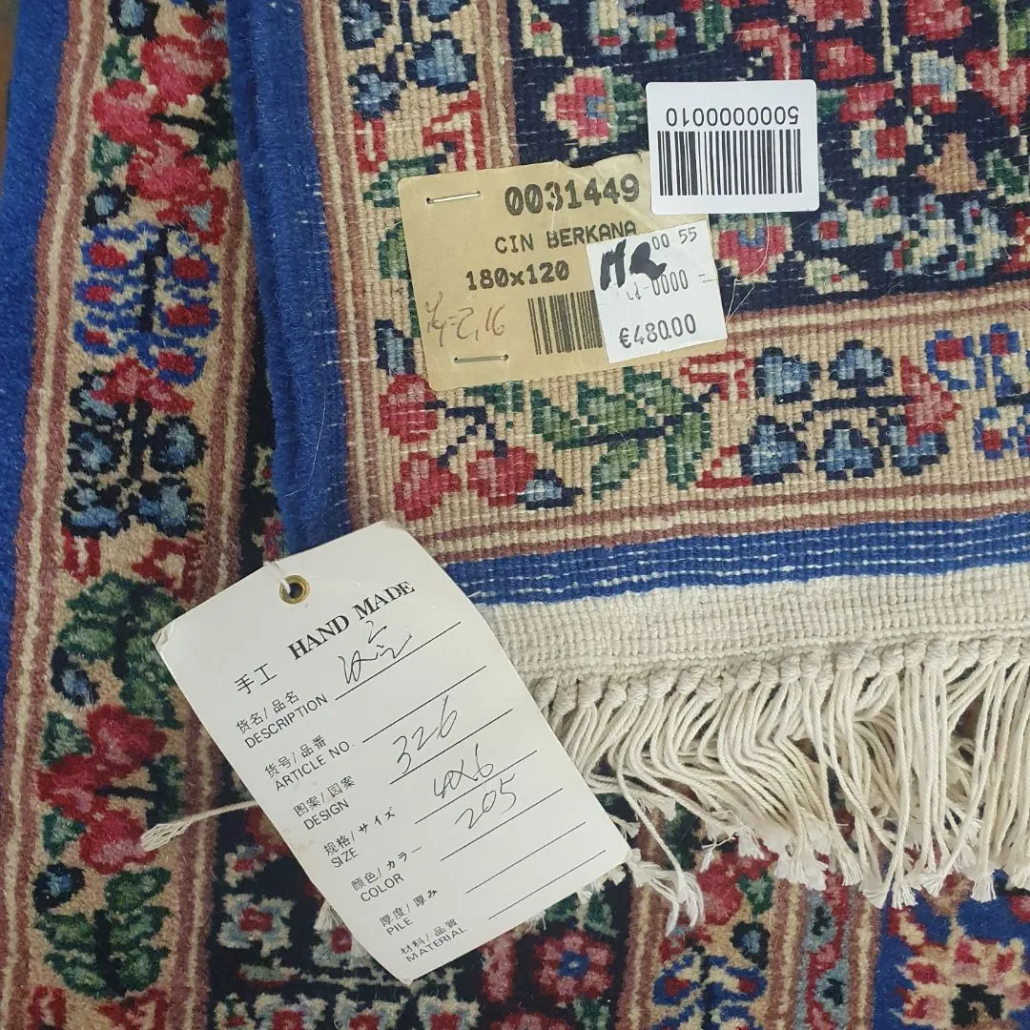 5000000010
0031449
CIN BERKANA
180x120
00 55
-0000
€480.00
HAND MADE
手工
货名/品名
DESCRIPTION
货号/品番
ARTICLE NO.
326
图案/図案
DESIGN
4x6
规格/サイズ
SIZE
205
颜色/カラー
COLOR
厚度/厚み
PILE
材料/品質
MATERIAL